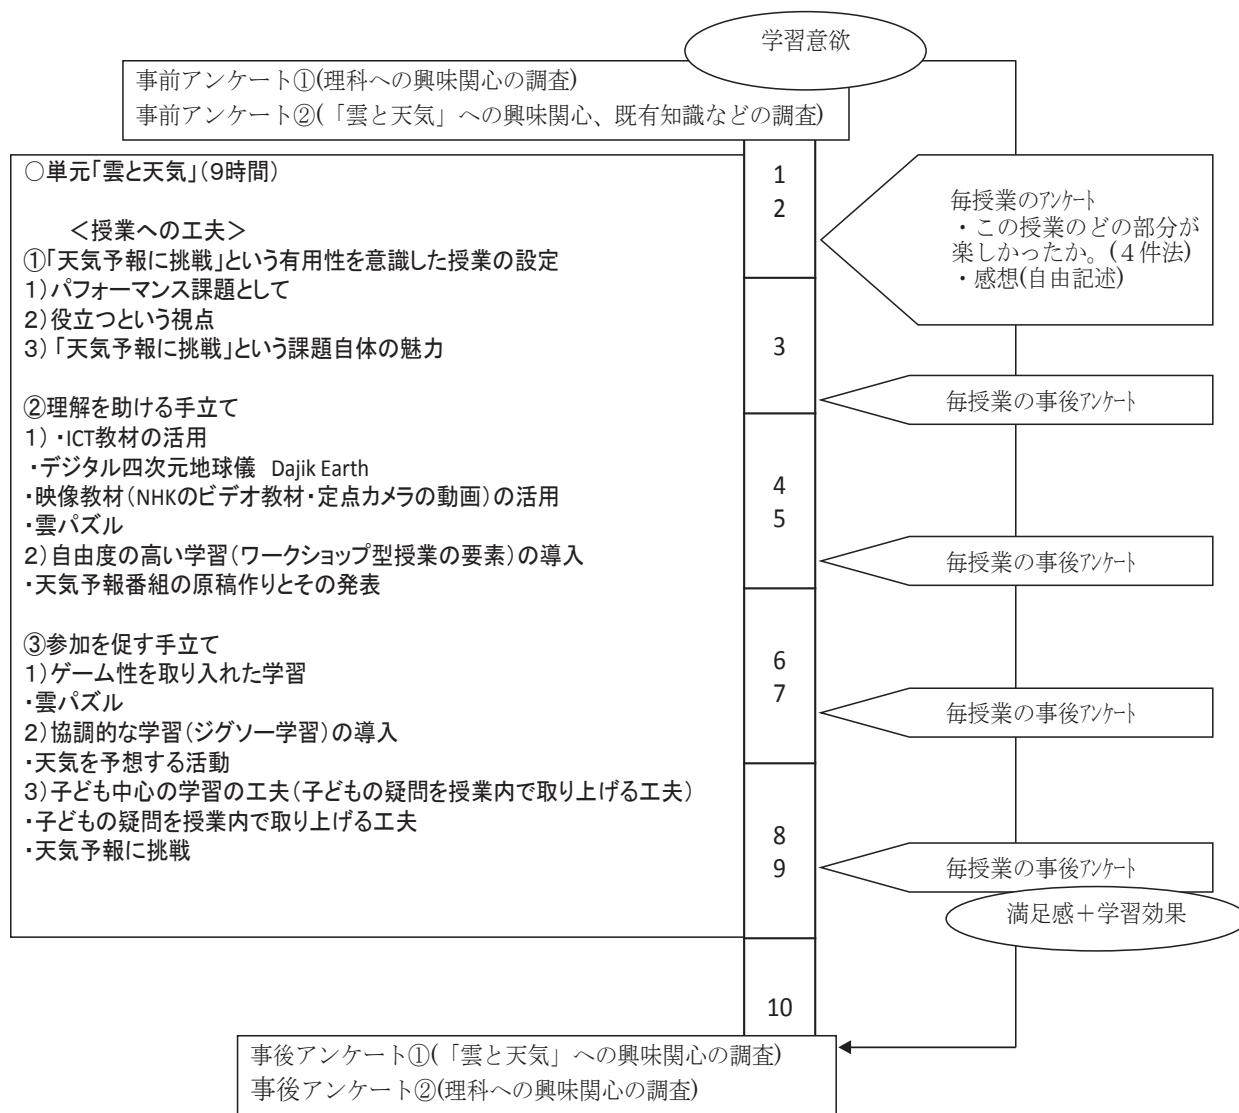 学習意欲
事前アンケート①(理科への興味関心の調査)
事前アンケート②(「雲と天気」への興味関心、既有知識などの調査)
○単元「雲と天気」(9時間)
＜授業への工夫＞
①「天気予報に挑戦」という有用性を意識した授業の設定
1)パフォーマンス課題として
2)役立つという視点
3)「天気予報に挑戦」という課題自体の魅力
②理解を助ける手立て
1)・ICT教材の活用
・デジタル四次元地球儀 Dajik Earth
・映像教材(NHKのビデオ教材・定点カメラの動画)の活用
・雲パズル
2)自由度の高い学習(ワークショップ型授業の要素)の導入
・天気予報番組の原稿作りとその発表
③参加を促す手立て
1)ゲーム性を取り入れた学習
・雲パズル
2)協調的な学習(ジグソー学習)の導入
・天気を予想する活動
3)子ども中心の学習の工夫(子どもの疑問を授業内で取り上げる工夫)
・子どもの疑問を授業内で取り上げる工夫
・天気予報に挑戦
1
2
3
4
5
6
7
8
9
10
毎授業のアンケート
・この授業のどの部分が
楽しかったか。(４件法)
・感想(自由記述)
毎授業の事後アンケート
毎授業の事後アンケート
毎授業の事後アンケート
毎授業の事後アンケート
満足感＋学習効果
事後アンケート①(「雲と天気」への興味関心の調査)
事後アンケート②(理科への興味関心の調査)